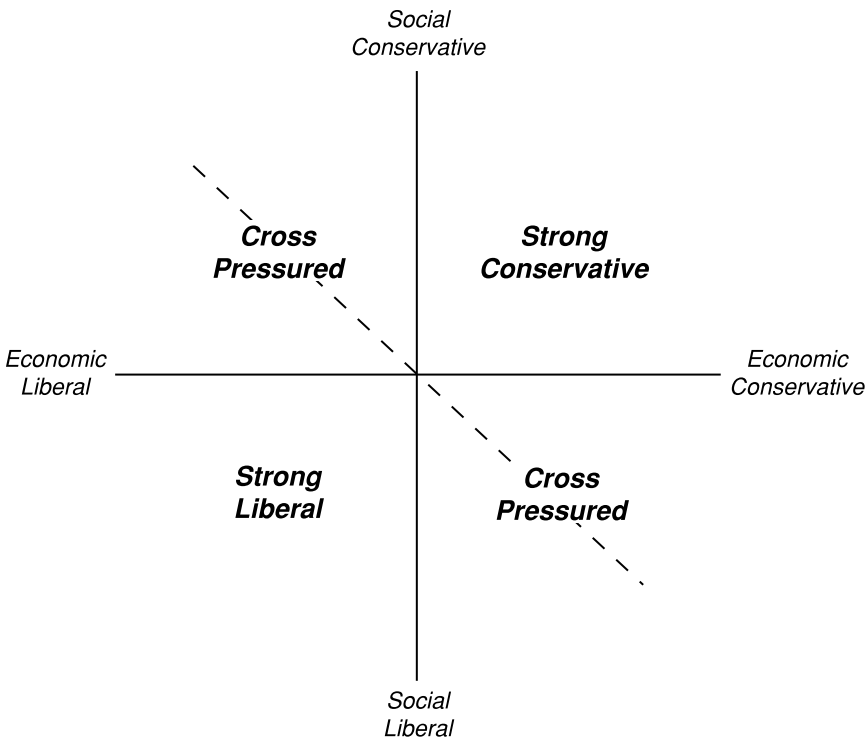 Social
Conservative
Cross
Pressured
Strong
Conservative
Economic
Liberal
Economic
Conservative
Strong
Liberal
Cross
Pressured
Social
Liberal